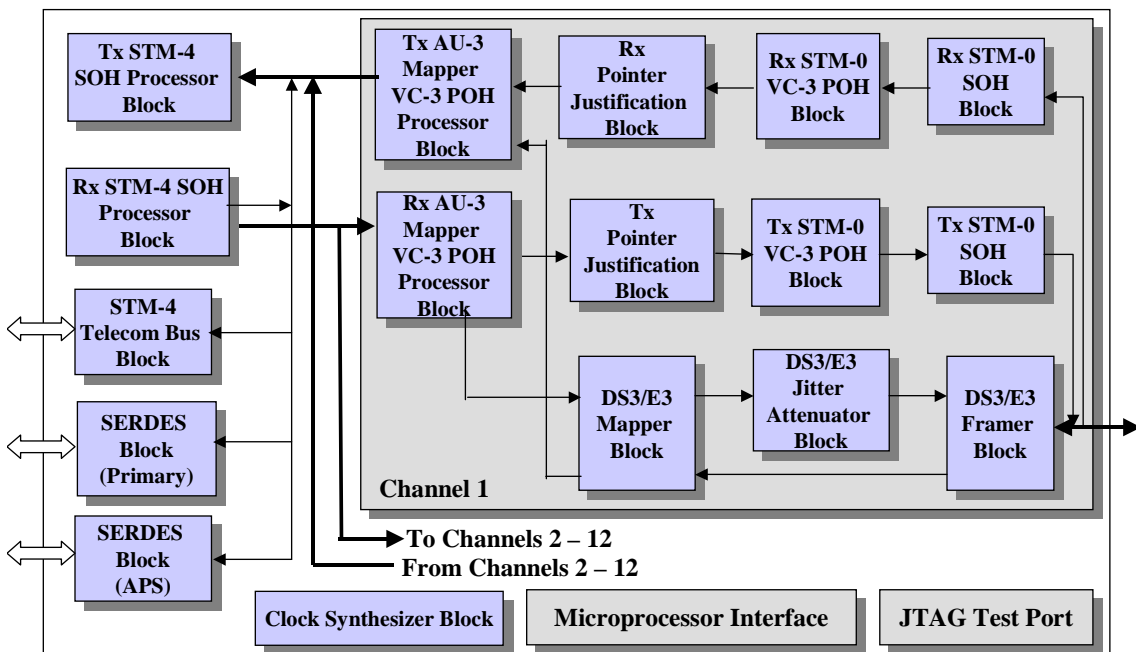 Tx STM-4
SOH Processor
Block
Tx AU-3
Mapper
VC-3 POH
Processor
Block
Rx
Pointer
Justification
Block
Rx STM-0
VC-3 POH
Block
Rx STM-0
SOH
Block
Rx STM-4 SOH
Processor
Block
Rx AU-3
Mapper
VC-3 POH
Processor
Block
Tx
Pointer
Justification
Block
Tx STM-0
VC-3 POH
Block
Tx STM-0
SOH
Block
STM-4
Telecom Bus
Block
SERDES
Block
(Primary)
SERDES
Block
(APS)
DS3/E3
Mapper
Block
DS3/E3
Jitter
Attenuator
Block
DS3/E3
Framer
Block
Channel 1
To Channels 2 – 12
From Channels 2 – 12
Clock Synthesizer Block
Microprocessor Interface
JTAG Test Port